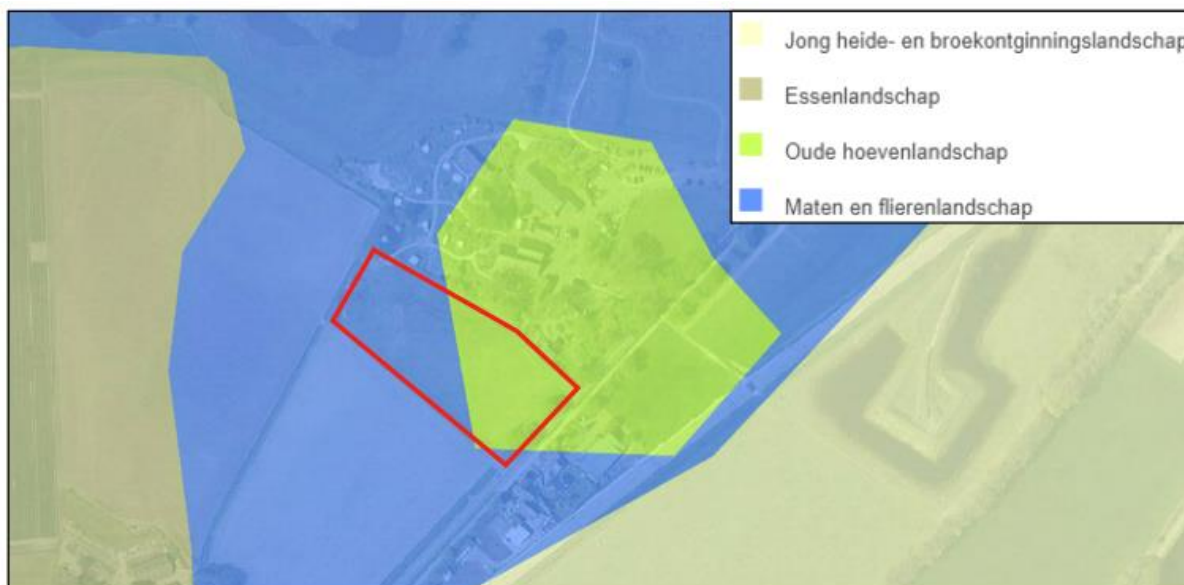 Jong heide- en broekontginningslandschap
Essenlandschap
Oude hoevenlandschap
Maten en flierenlandschap